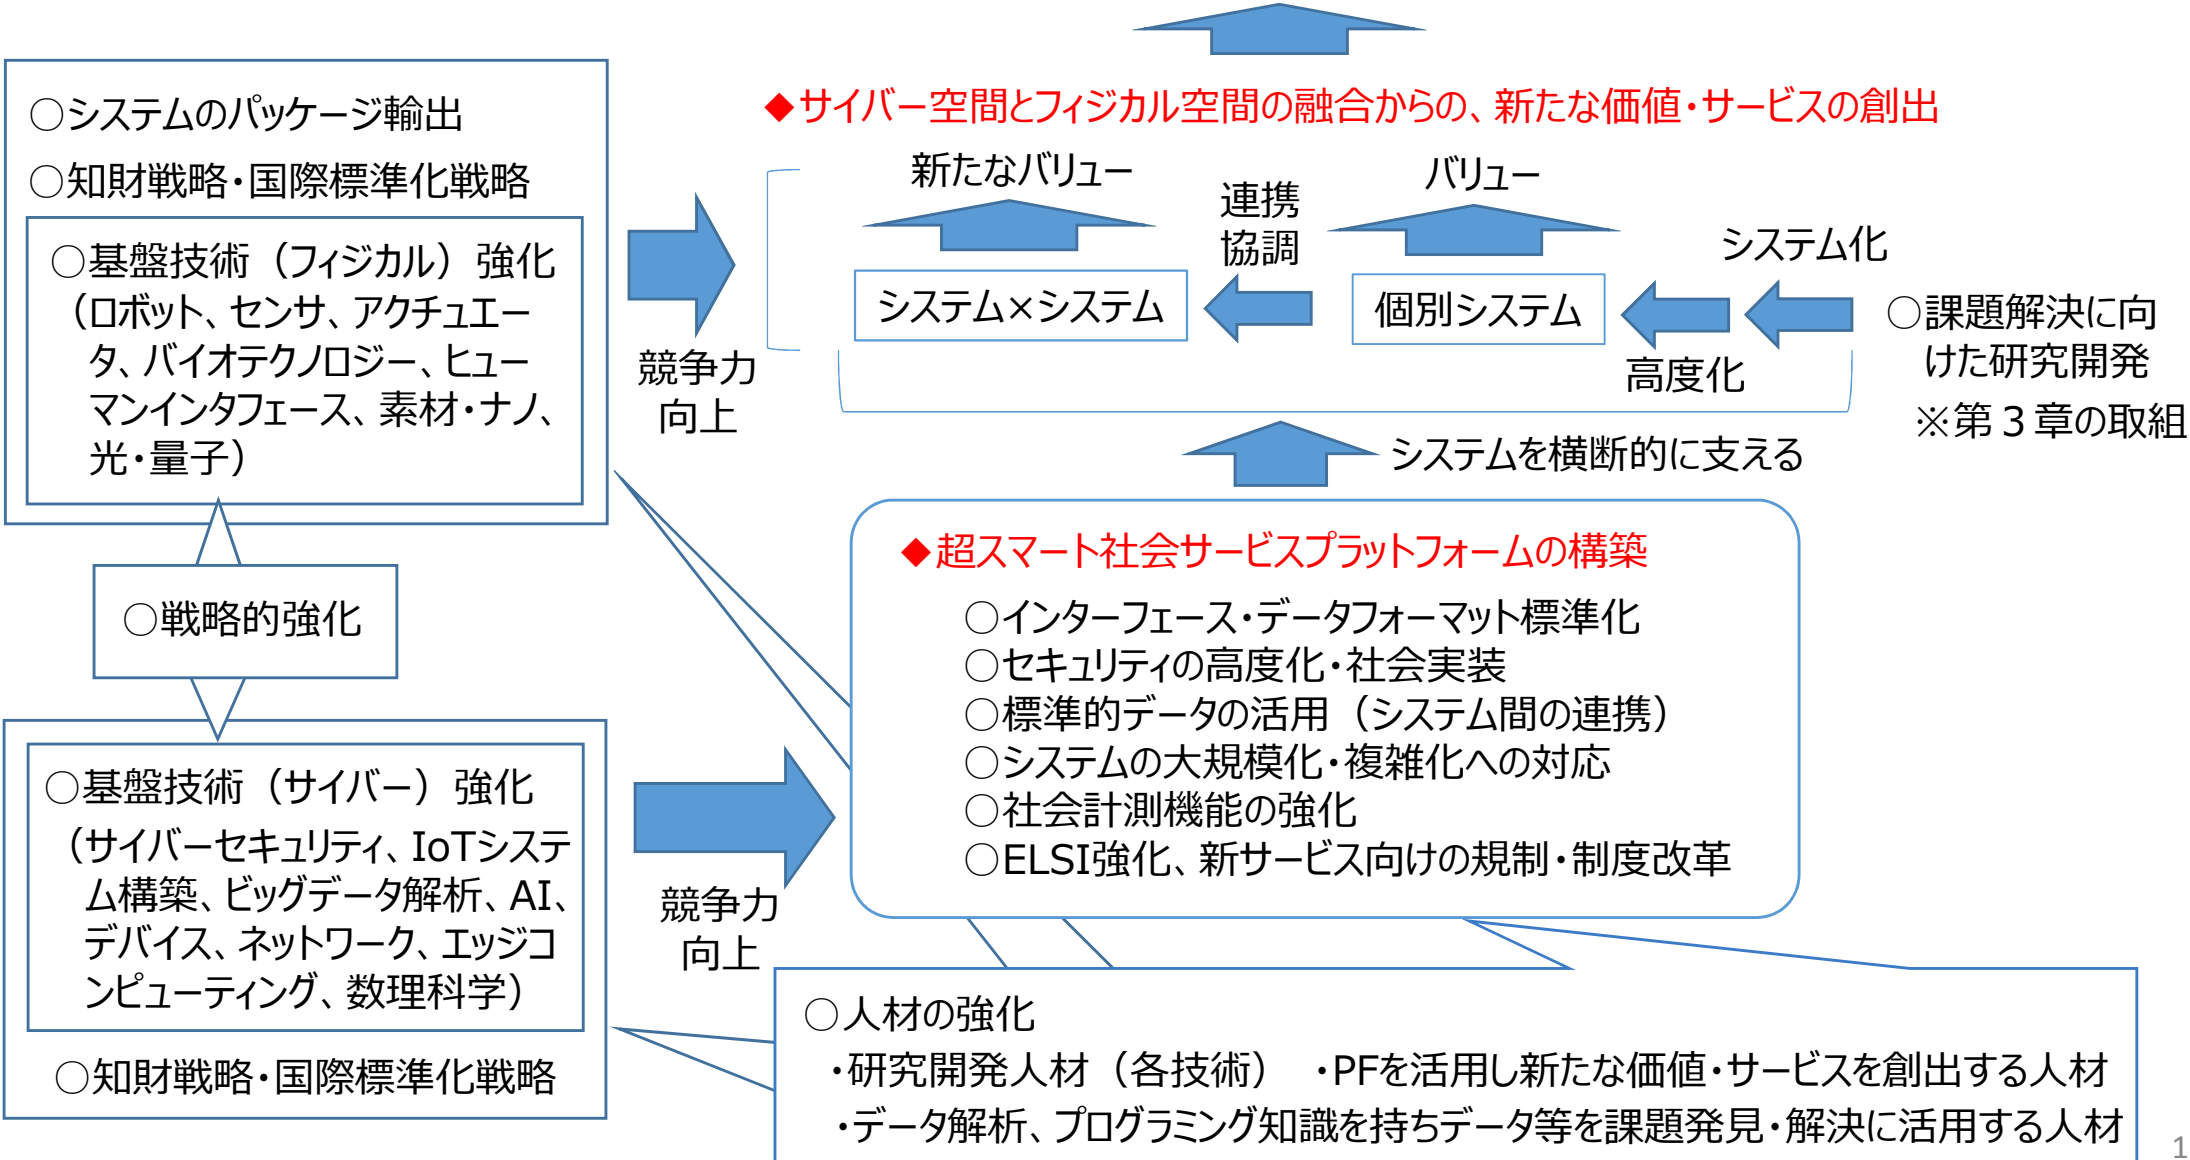 ○システムのパッケージ輸出
○知財戦略・国際標準化戦略
○基盤技術（フィジカル）強化
（ロボット、センサ、アクチュエー
タ、バイオテクノロジー、ヒュー
マンインタフェース、素材・ナノ、
光・量子）
○戦略的強化
○基盤技術（サイバー）強化
（サイバーセキュリティ、IoTシステ
ム構築、ビッグデータ解析、AI、
デバイス、ネットワーク、エッジコ
ンピューティング、数理科学）
○知財戦略・国際標準化戦略
競争力
向上
競争力
向上
◆サイバー空間とフィジカル空間の融合からの、新たな価値・サービスの創出
新たなバリュー
連携
協調
バリュー
システム化
システム×システム
個別システム
高度化
○課題解決に向
けた研究開発
※第３章の取組
システムを横断的に支える
◆超スマート社会サービスプラットフォームの構築
○インターフェース・データフォーマット標準化
○セキュリティの高度化・社会実装
○標準的データの活用（システム間の連携）
○システムの大規模化・複雑化への対応
○社会計測機能の強化
○ELSI強化、新サービス向けの規制・制度改革
○人材の強化
・研究開発人材（各技術）　・PFを活用し新たな価値・サービスを創出する人材
・データ解析、プログラミング知識を持ちデータ等を課題発見・解決に活用する人材
1